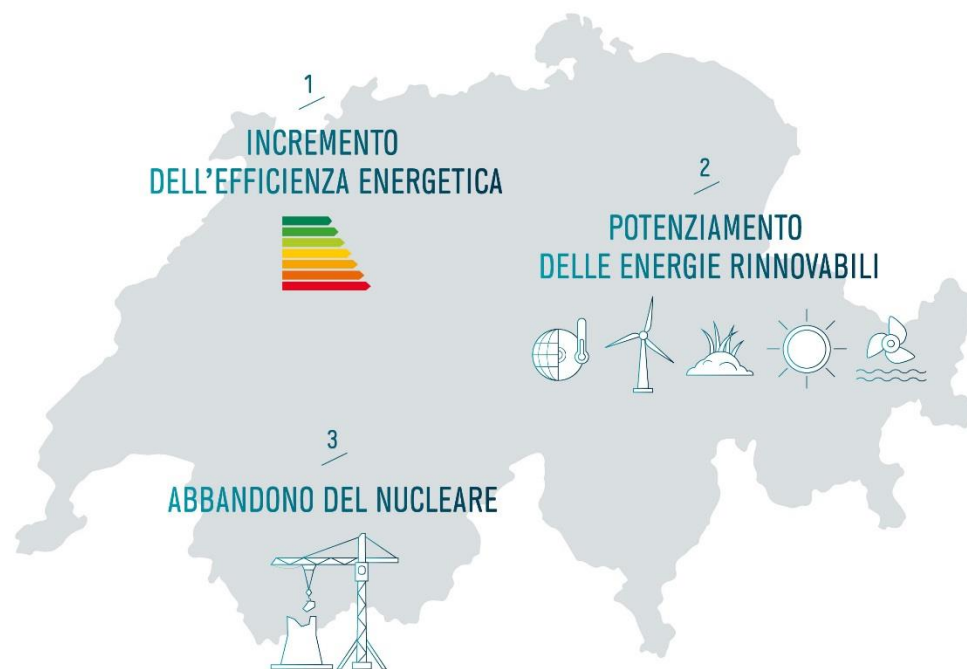 1
INCREMENTO
DELL'EFFICIENZA ENERGETICA
2
POTENZIAMENTO
DELLE ENERGIE RINNOVABILI
3
ABBANDONO DEL NUCLEARE